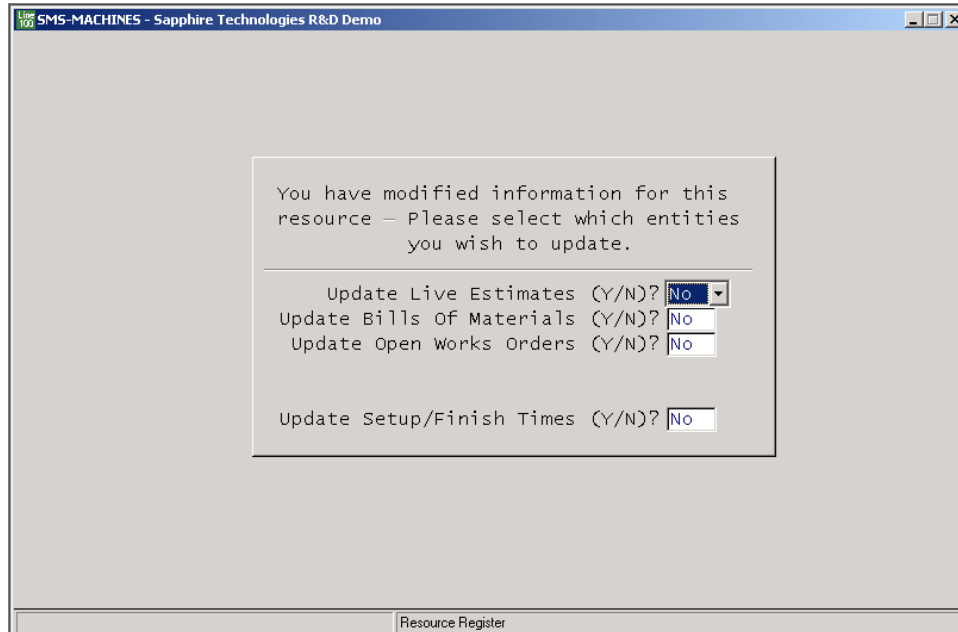 Line 100 SMS-MACHINES - Sapphire Technologies R&D Demo
You have modified information for this
resource – Please select which entities
you wish to update.
Update Live Estimates (Y/N)? No
Update Bills Of Materials (Y/N)? No
Update Open Works Orders (Y/N)? No
Update Setup/Finish Times (Y/N)? No
Resource Register